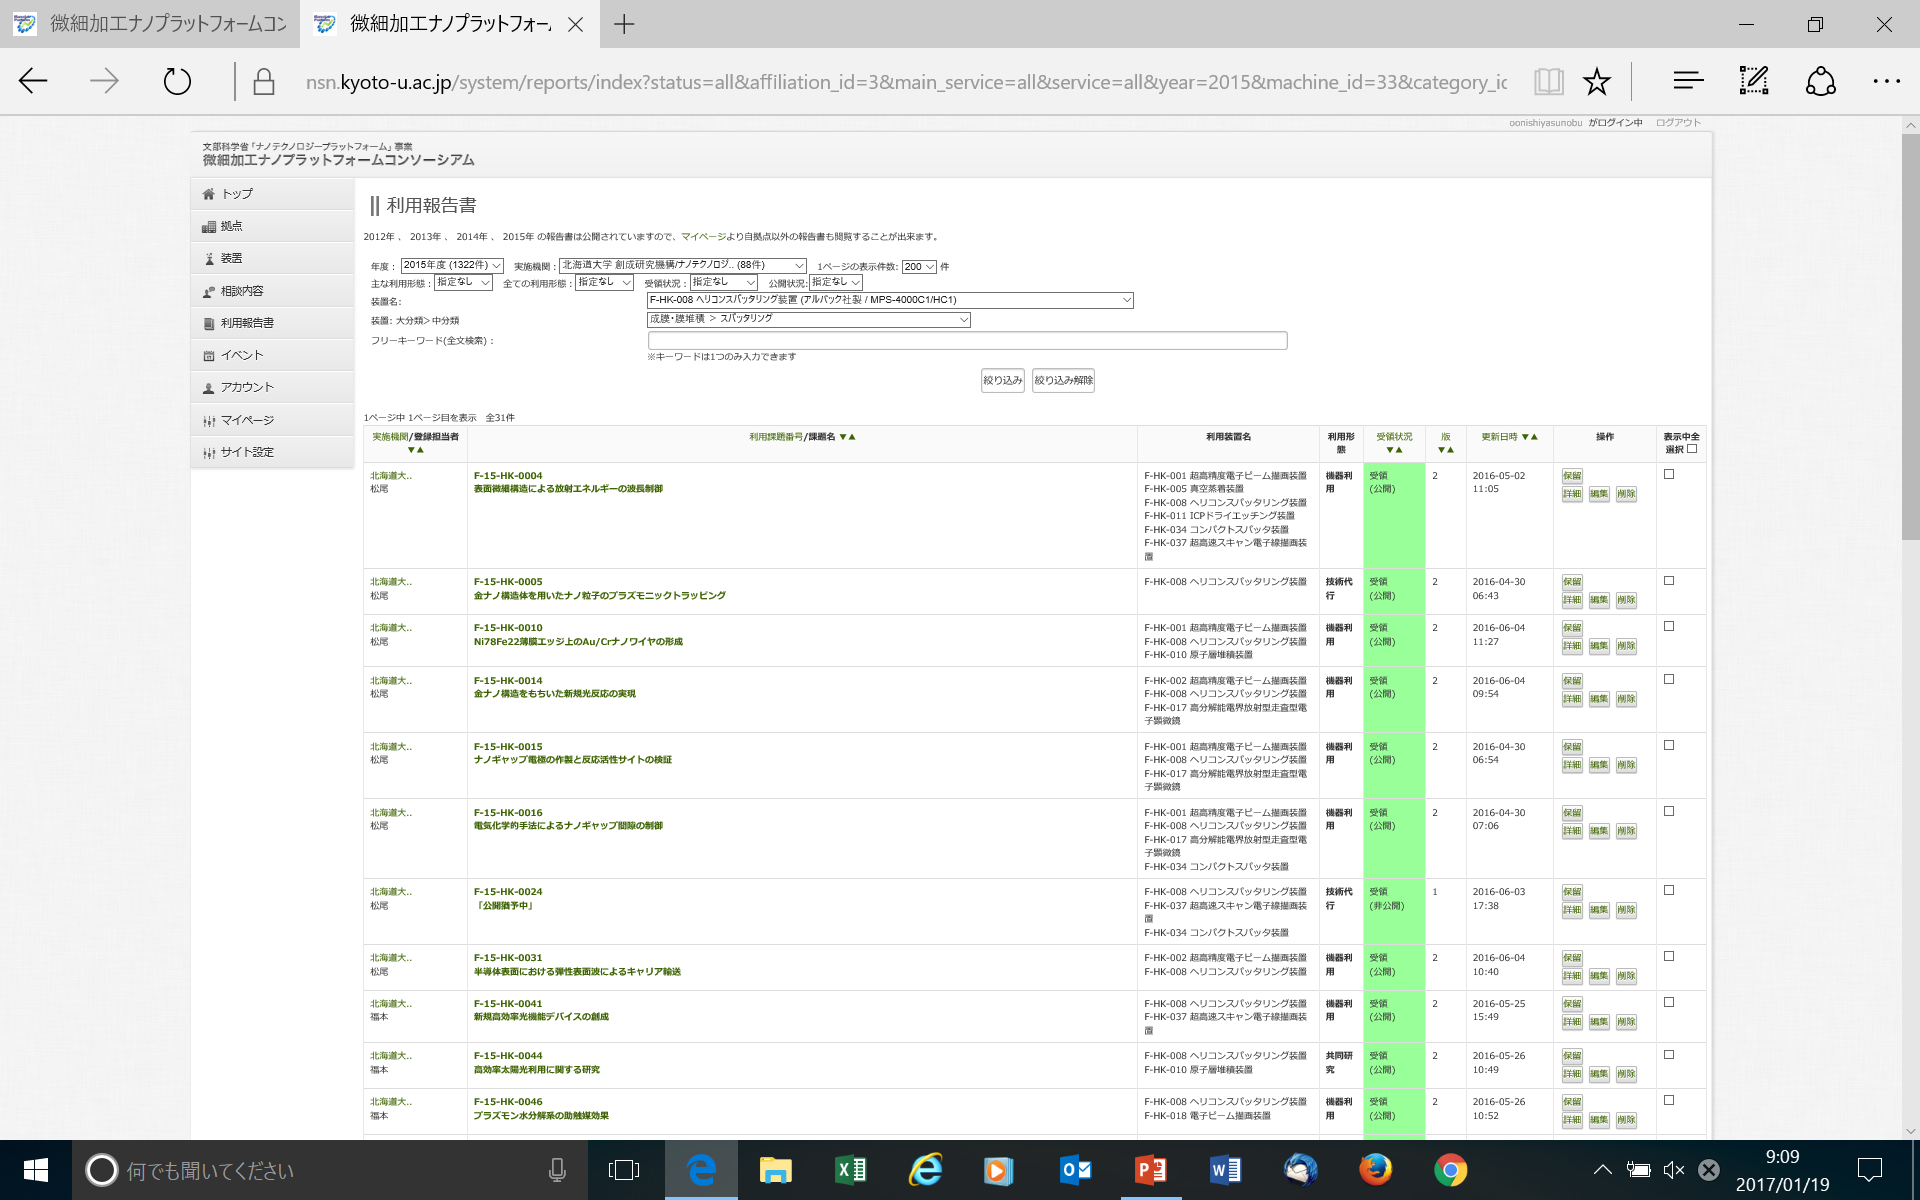 微細加工ナノプラットフォームコン
微細加工ナノプラットフォー.
nsn.kyoto-u.ac.jp/system/reports/index?status=all&affiliation_id=3&main_service=all&service=all&year=2015&machine_id=33&category_ic
oonishiyasunobu がログイン中 ログアウト
文部科学省「ナノテクノロジープラットフォーム」事業
微細加工ナノプラットフォームコンソーシアム
トップ
拠点
装置
相談内容
利用報告書
イベント
アカウント
マイページ
サイト設定
利用報告書
2012年 、 2013年 、 2014年 、 2015年 の報告書は公開されていますので、マイページより自拠点以外の報告書も閲覧することが出来ます。
年度： 2015年度 (1322件) 実施機関： 北海道大学 創成研究機構/ナノテクノロジ.. (88件) 1ページの表示件数: 200 件
主な利用形態： 指定なし 全ての利用形態： 指定なし 受領状況： 指定なし 公開状況: 指定なし
装置名: F-HK-008 ヘリコンスパッタリング装置 (アルバック社製 / MPS-4000C1/HC1)
装置: 大分類＞中分類 成膜・膜堆積 ＞ スパッタリング
フリーキーワード(全文検索)：
※キーワードは1つのみ入力できます
絞り込み 絞り込み解除
1ページ中 1ページ目を表示 全31件
実施機関/登録担当者 ▼▲ 利用課題番号/課題名 ▼▲ 利用装置名 利用形態 受領状況 ▼▲ 版 ▼▲ 更新日時 ▼▲ 操作 表示中全選択
北海道大.. F-15-HK-0004 F-HK-001 超高精度電子ビーム描画装置 機器利用 受領 2 2016-05-02 保留
松尾 表面微細構造による放射エネルギーの波長制御 F-HK-005 真空蒸着装置 (公開) 11:05 詳細 編集 削除
F-HK-008 ヘリコンスパッタリング装置
F-HK-011 ICPドライエッチング装置
F-HK-034 コンパクトスパッタ装置
F-HK-037 超高速スキャン電子線描画装置
北海道大.. F-15-HK-0005 F-HK-008 ヘリコンスパッタリング装置 技術代行 受領 2 2016-04-30 保留
松尾 金ナノ構造体を用いたナノ粒子のプラズモニックトラッピング (公開) 06:43 詳細 編集 削除
北海道大.. F-15-HK-0010 F-HK-001 超高精度電子ビーム描画装置 機器利用 受領 2 2016-06-04 保留
松尾 Ni78Fe22薄膜エッジ上のAu/Crナノワイヤの形成 F-HK-008 ヘリコンスパッタリング装置 (公開) 11:27 詳細 編集 削除
F-HK-010 原子層堆積装置
北海道大.. F-15-HK-0014 F-HK-002 超高精度電子ビーム描画装置 機器利用 受領 2 2016-06-04 保留
松尾 金ナノ構造をもちいた新規光反応の実現 F-HK-008 ヘリコンスパッタリング装置 (公開) 09:54 詳細 編集 削除
F-HK-017 高分解能電界放射型走査型電子顕微鏡
北海道大.. F-15-HK-0015 F-HK-001 超高精度電子ビーム描画装置 機器利用 受領 2 2016-04-30 保留
松尾 ナノギャップ電極の作製と反応活性サイトの検証 F-HK-008 ヘリコンスパッタリング装置 (公開) 06:54 詳細 編集 削除
F-HK-017 高分解能電界放射型走査型電子顕微鏡
北海道大.. F-15-HK-0016 F-HK-001 超高精度電子ビーム描画装置 機器利用 受領 2 2016-04-30 保留
松尾 電気化学的手法によるナノギャップ間隙の制御 F-HK-008 ヘリコンスパッタリング装置 (公開) 07:06 詳細 編集 削除
F-HK-017 高分解能電界放射型走査型電子顕微鏡
F-HK-034 コンパクトスパッタ装置
北海道大.. F-15-HK-0024 F-HK-008 ヘリコンスパッタリング装置 技術代行 受領 1 2016-06-03 保留
松尾 「公開猶予中」 F-HK-037 超高速スキャン電子線描画装置 (非公開) 17:38 詳細 編集 削除
F-HK-034 コンパクトスパッタ装置
北海道大.. F-15-HK-0031 F-HK-002 超高精度電子ビーム描画装置 機器利用 受領 2 2016-06-04 保留
松尾 半導体表面における弾性表面波によるキャリア輸送 F-HK-008 ヘリコンスパッタリング装置 (公開) 10:40 詳細 編集 削除
北海道大.. F-15-HK-0041 F-HK-008 ヘリコンスパッタリング装置 機器利用 受領 2 2016-05-25 保留
福本 新規高効率光機能デバイスの創成 F-HK-037 超高速スキャン電子線描画装置 (公開) 15:49 詳細 編集 削除
北海道大.. F-15-HK-0044 F-HK-008 ヘリコンスパッタリング装置 共同研究 受領 2 2016-05-26 保留
福本 高効率太陽光利用に関する研究 F-HK-010 原子層堆積装置 (公開) 10:49 詳細 編集 削除
北海道大.. F-15-HK-0046 F-HK-008 ヘリコンスパッタリング装置 機器利用 受領 2 2016-05-26 保留
福本 プラズモン水分解系の助触媒効果 F-HK-018 電子ビーム描画装置 (公開) 10:52 詳細 編集 削除
何でも聞いてください
9:09
2017/01/19